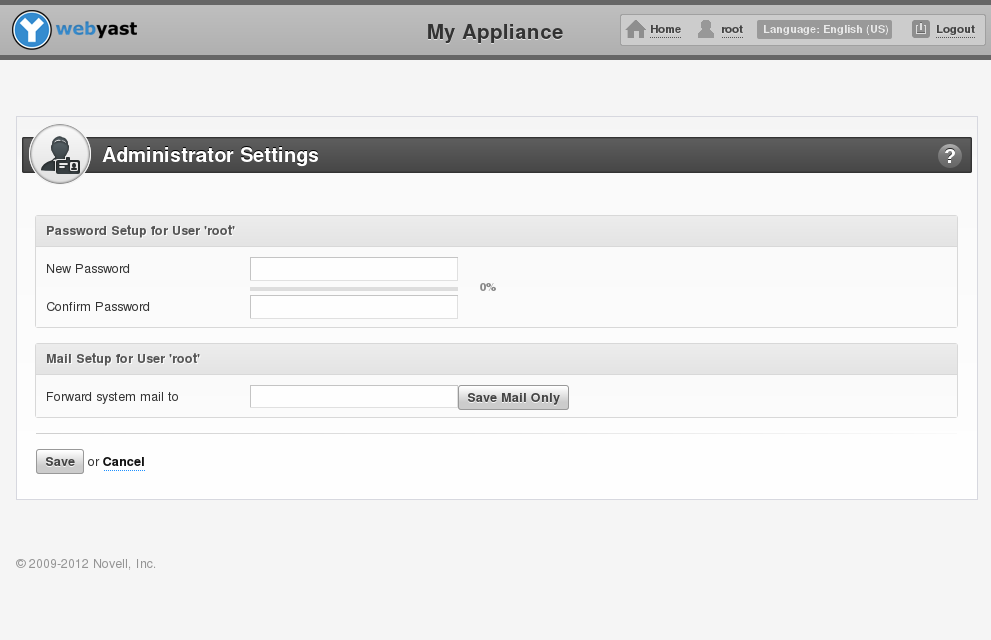 webyast
My Appliance
Home root Language: English (US) Logout
Administrator Settings
?
Password Setup for User 'root'
New Password
0%
Confirm Password
Mail Setup for User 'root'
Forward system mail to
Save Mail Only
Save or Cancel
© 2009-2012 Novell, Inc.